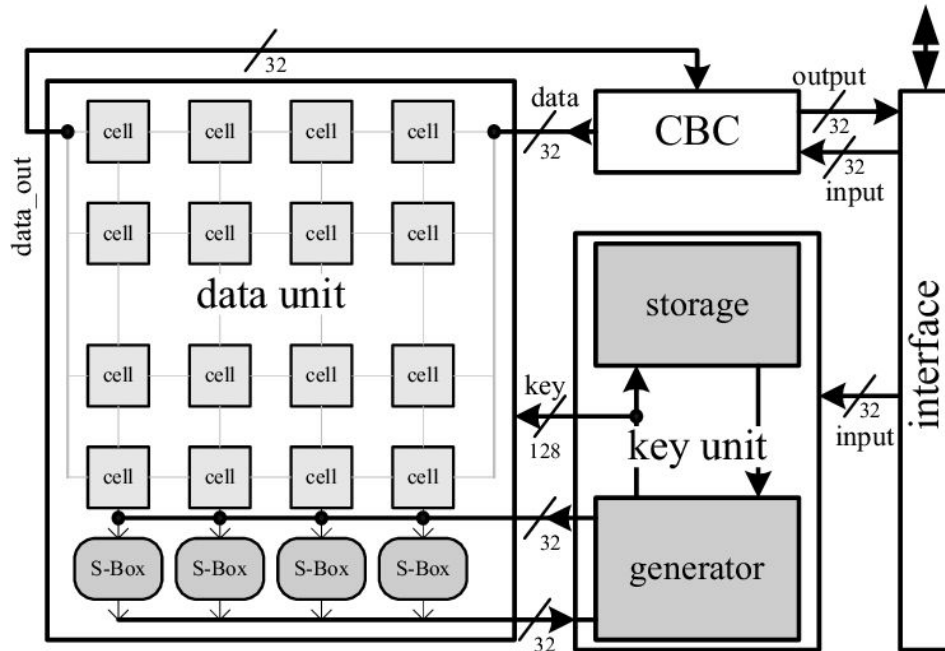 32
output
data
32
32
CBC
32
input
cell cell cell cell
data_out
cell cell cell cell
data unit
storage
interface
cell cell cell cell
key
128
key unit
32
input
cell cell cell cell
32
S-Box S-Box S-Box S-Box
generator
32